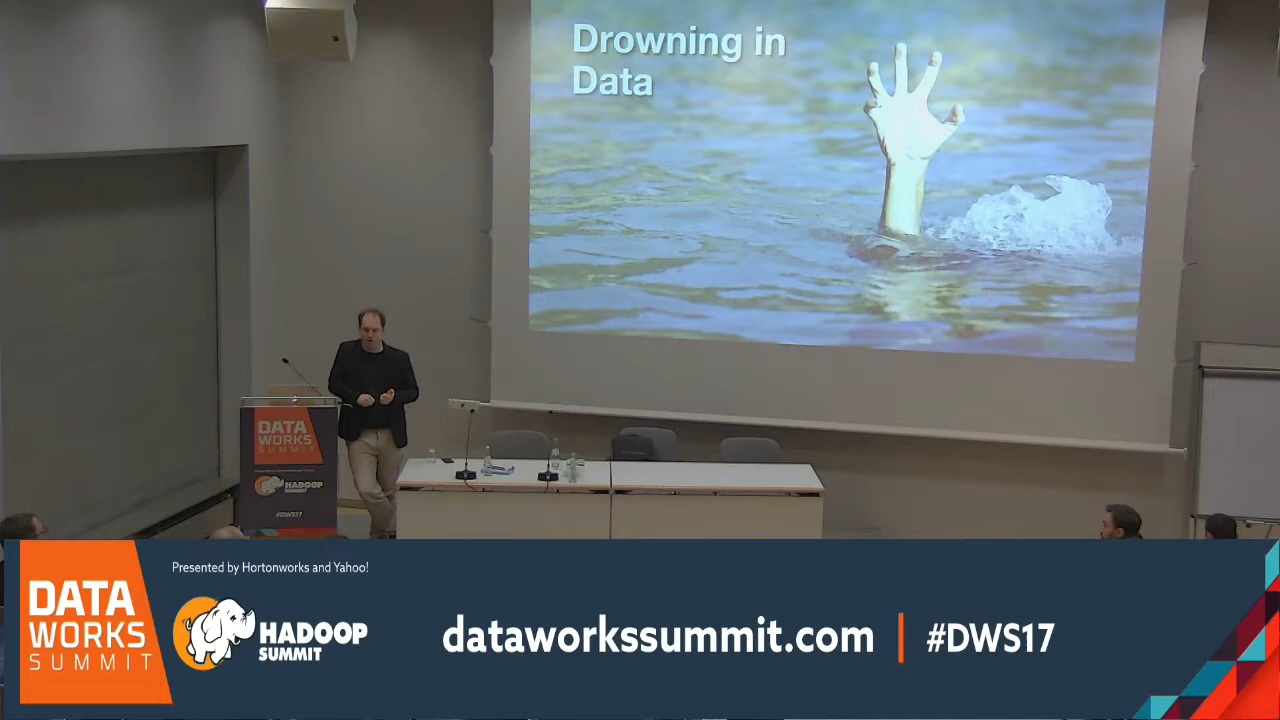 Drowning in
Data
DATA
WORKS
SUMMIT
HADOOP
SUMMIT
#DWS17
Presented by Hortonworks and Yahoo!
DATA
WORKS
SUMMIT
HADOOP
SUMMIT
dataworkssummit.com
#DWS17